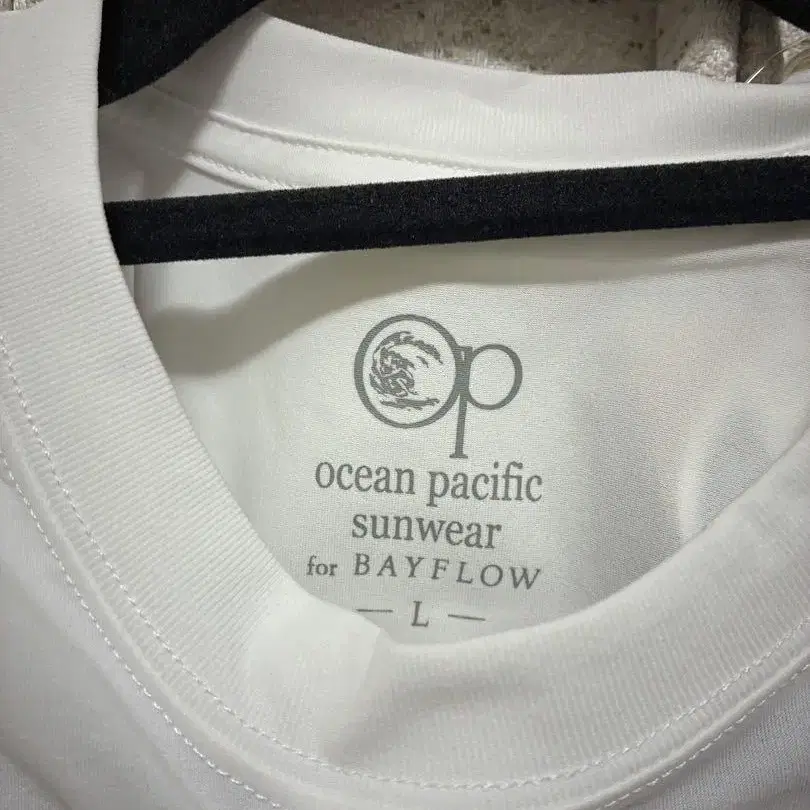 op
ocean pacific
sunwear
for BAYFLOW
— L —